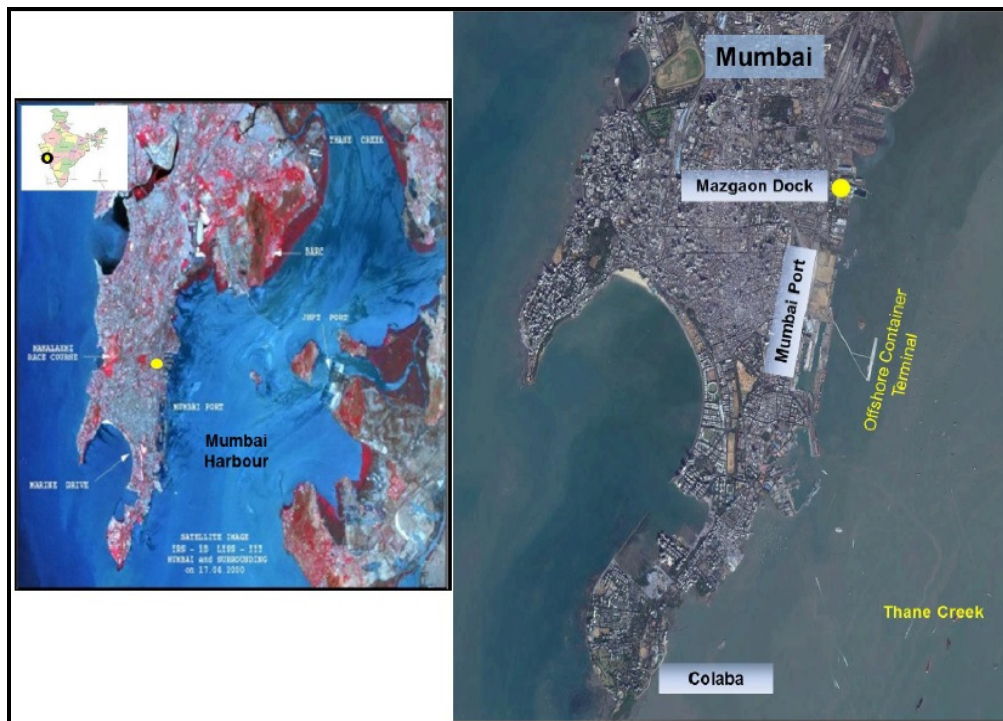 THANE CREEK
BARC
JNPT PORT
MAHALAXMI
RACE COURSE
MUMBAI PORT
Mumbai
Harbour
MARINE DRIVE
SATELLITE IMAGE
IRS - 1D LISS - III
MUMBAI and SURROUNDING
on 17.04.2000
Mumbai
Mazgaon Dock
Mumbai Port
Offshore Container
Terminal
Thane Creek
Colaba